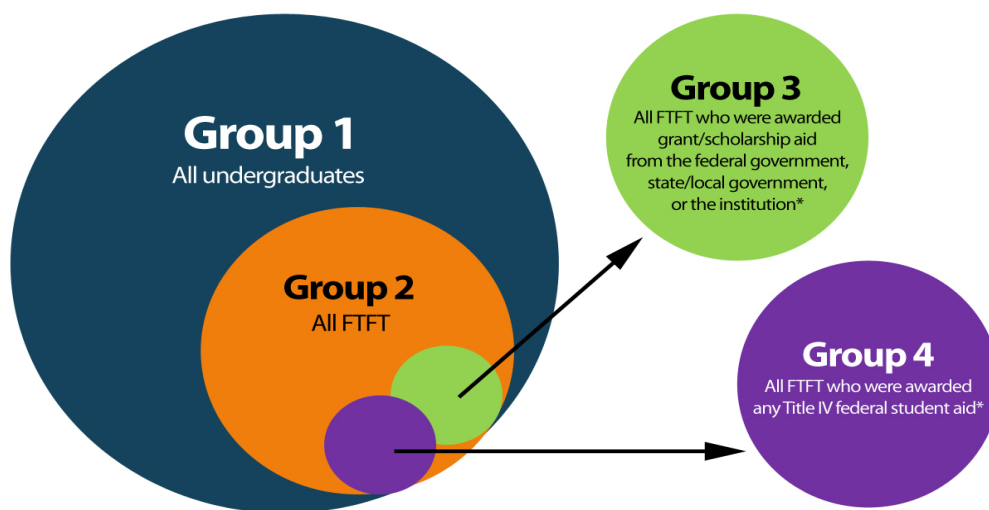 Group 1
All undergraduates
Group 2
All FTFT
Group 3
All FTFT who were awarded
grant/scholarship aid
from the federal government,
state/local government,
or the institution*
Group 4
All FTFT who were awarded
any Title IV federal student aid*